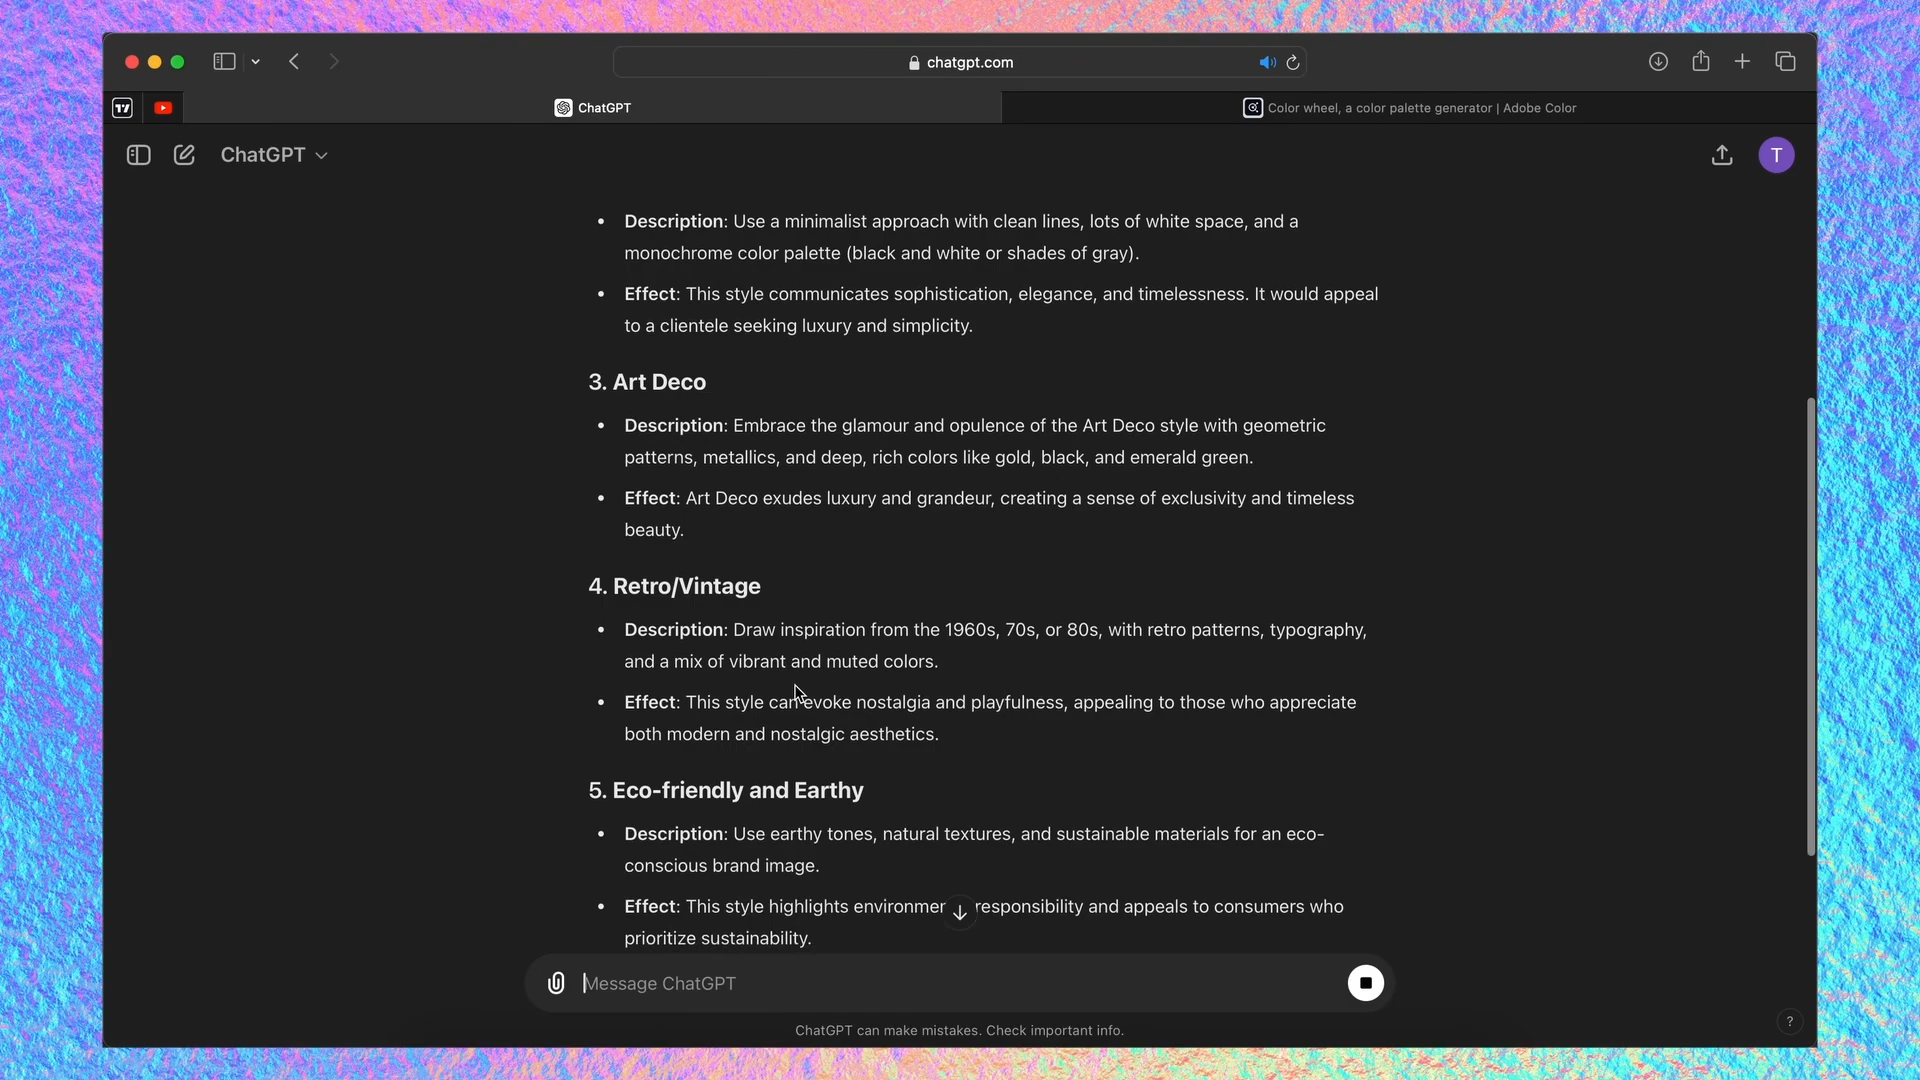 chatgpt.com
ChatGPT
Color wheel, a color palette generator | Adobe Color
ChatGPT
T
• Description: Use a minimalist approach with clean lines, lots of white space, and a
monochrome color palette (black and white or shades of gray).
• Effect: This style communicates sophistication, elegance, and timelessness. It would appeal
to a clientele seeking luxury and simplicity.
3. Art Deco
• Description: Embrace the glamour and opulence of the Art Deco style with geometric
patterns, metallics, and deep, rich colors like gold, black, and emerald green.
• Effect: Art Deco exudes luxury and grandeur, creating a sense of exclusivity and timeless
beauty.
4. Retro/Vintage
• Description: Draw inspiration from the 1960s, 70s, or 80s, with retro patterns, typography,
and a mix of vibrant and muted colors.
• Effect: This style can evoke nostalgia and playfulness, appealing to those who appreciate
both modern and nostalgic aesthetics.
5. Eco-friendly and Earthy
• Description: Use earthy tones, natural textures, and sustainable materials for an eco-
conscious brand image.
• Effect: This style highlights responsibility and appeals to consumers who
prioritize sustainability.
Message ChatGPT
ChatGPT can make mistakes. Check important info.
?